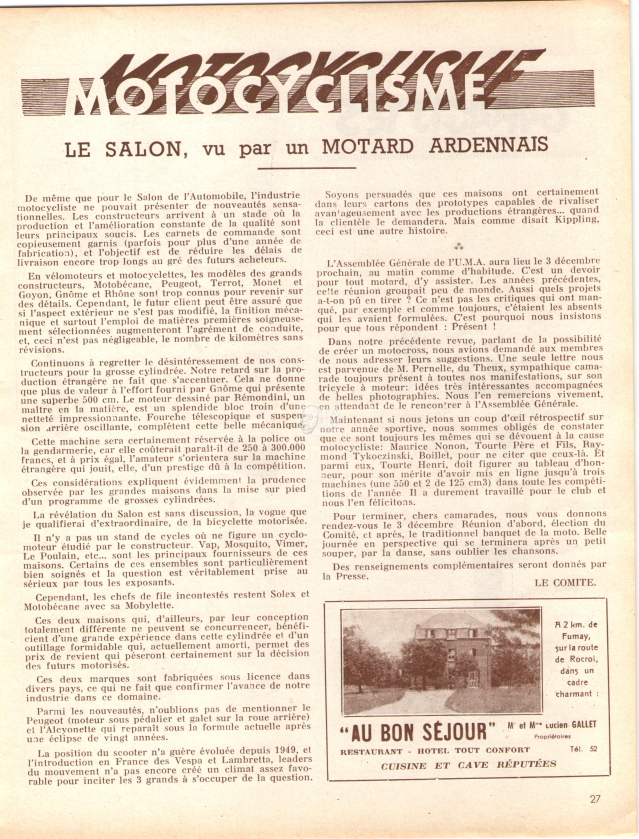 MOTOCYCLISME
LE SALON, vu par un MOTARD ARDENNAIS
De même que pour le Salon de l'Automobile, l'industrie
motocycliste ne pouvait présenter de nouveautés sensa-
tionnelles. Les constructeurs arrivent à un stade où la
production et l'amélioration constante de la qualité sont
leurs principaux soucis. Les carnets de commande sont
copieusement garnis (parfois pour plus d'une année de
fabrication), et l'objectif est de réduire les délais de
livraison encore trop longs au gré des futurs acheteurs.
En vélomoteurs et motocyclettes, les modèles des grands
constructeurs, Motobécane, Peugeot, Terrot, Monet et
Goyon, Gnôme et Rhône sont trop connus pour revenir sur
des détails. Cependant, le futur client peut être assuré que
si l'aspect extérieur ne s'est pas modifié, la finition méca-
nique et surtout l'emploi de matières premières soigneuse-
ment sélectionnées augmenteront l'agrément de conduite,
et, ceci n'est pas négligeable, le nombre de kilomètres sans
révisions.
Continuons à regretter le désintéressement de nos cons-
tructeurs pour la grosse cylindrée. Notre retard sur la pro-
duction étrangère ne fait que s'accentuer. Cela ne donne
que plus de valeur à l'effort fourni par Gnôme qui présente
une superbe 500 cm. Le moteur dessiné par Rémondini, un
maître en la matière, est un splendide bloc troin d'un
netteté impressionnante. Fourche télescopique et suspen
sion arrière oscillante, complètent cette belle mécanique
Cette machine sera certainement réservée à la police ou
la gendarmerie, car elle coûterait paraît-il de 250 à 300.000
francs, et à prix égal, l'amateur s'orientera sur la machine
étrangère qui jouit, elle, d'un prestige dû à la compétition.
Ces considérations expliquent évidemment la prudence
observée par les grandes maisons dans la mise sur pied
d'un programme de grosses cylindrées.
La révélation du Salon est sans discussion, la vogue que
je qualifierai d'extraordinaire, de la bicyclette motorisée.
Il n'y a pas un stand de cycles où ne figure un cyclo-
moteur étudié par le constructeur. Vap, Mosquito, Vimer,
Le Poulain, etc... sont les principaux fournisseurs de ces
maisons. Certains de ces ensembles sont particulièrement
bien soignés et la question est véritablement prise au
sérieux par tous les exposants.
Cependant, les chefs de file incontestés restent Solex et
Motobécane avec sa Mobylette.
Ces deux maisons qui, d'ailleurs, par leur conception
totalement différente ne peuvent se concurrencer, bénéfi-
cient d'une grande expérience dans cette cylindrée et d'un
outillage formidable qui, actuellement amorti, permet des
prix de revient qui pèseront certainement sur la décision
des futurs motorisés.
Ces deux marques sont fabriquées sous licence dans
divers pays, ce qui ne fait que confirmer l'avance de notre
industrie dans ce domaine.
Parmi les nouveautés, n'oublions pas de mentionner le
Peugeot (moteur sous pédalier et galet sur la roue arrière)
et l'Alcyonette qui reparaît sous la formule actuelle après
une éclipse de vingt années.
La position du scooter n'a guère évoluée depuis 1949, et
l'introduction en France des Vespa et Lambretta, leaders
du mouvement n'a pas encore créé un climat assez favo-
rable pour inciter les 3 grands à s'occuper de la question.
Soyons persuadés que ces maisons ont certainement
dans leurs cartons des prototypes capables de rivaliser
avantageusement avec les productions étrangères... quand
la clientèle le demandera. Mais comme disait Kippling,
ceci est une autre histoire.
L'Assemblée Générale de l'U.M.A. aura lieu le 3 décembre
prochain, au matin comme d'habitude. C'est un devoir
pour tout motard, d'y assister. Les années précédentes,
cette réunion groupait peu de monde. Aussi quels projets
a-t-on pû en tirer ? Ce n'est pas les critiques qui ont man-
qué, par exemple et comme toujours, c'étaient les absents
qui les avaient formulées. C'est pourquoi nous insistons
pour que tous répondent : Présent !
Dans notre précédente revue, parlant de la possibilité
de créer un motocross, nous avions demandé aux membres
de nous adresser leurs suggestions. Une seule lettre nous
est parvenue de M. Pernelle, du Theux, sympathique cama-
rade toujours présent à toutes nos manifestations, sur son
tricycle à moteur: idées très intéressantes accompagnées
de belles photographies. Nous l'en remercions vivement,
attendant de le rencontrer à l'Assemblée Générale.
Maintenant si nous jetons un coup d'œil rétrospectif sur
notre année sportive, nous sommes obligés de constater
que ce sont toujours les mêmes qui se dévouent à la cause
motocycliste: Maurice Nonon, Tourte Père et Fils, Ray-
mond Tykoczinski, Boillet, pour ne citer que ceux-là. Et
parmi eux, Tourte Henri, doit figurer au tableau d'hon-
neur, pour son mérite d'avoir mis en ligne jusqu'à trois
machines (une 550 et 2 de 125 cm3) dans toute les compéti-
tions de l'année. Il a durement travaillé pour le club et
nous l'en félicitons.
Pour terminer, chers camarades, nous vous donnons
rendez-vous le 3 décembre. Réunion d'abord, élection du
Comité, et après, le traditionnel banquet de la moto. Belle
journée en perspective qui se terminera après un petit
souper, par la danse, sans oublier les chansons.
Des renseignements complémentaires seront donnés par
la Presse.
LE COMITE.
A 2 km. de
Fumay,
sur la route
de Rocroi,
dans un
cadre
charmant :
"AU BON SÉJOUR" Mr et Mme Lucien GALLET
Propriétaires
RESTAURANT - HOTEL TOUT CONFORT Tél. 52
CUISINE ET CAVE RÉPUTÉES
27